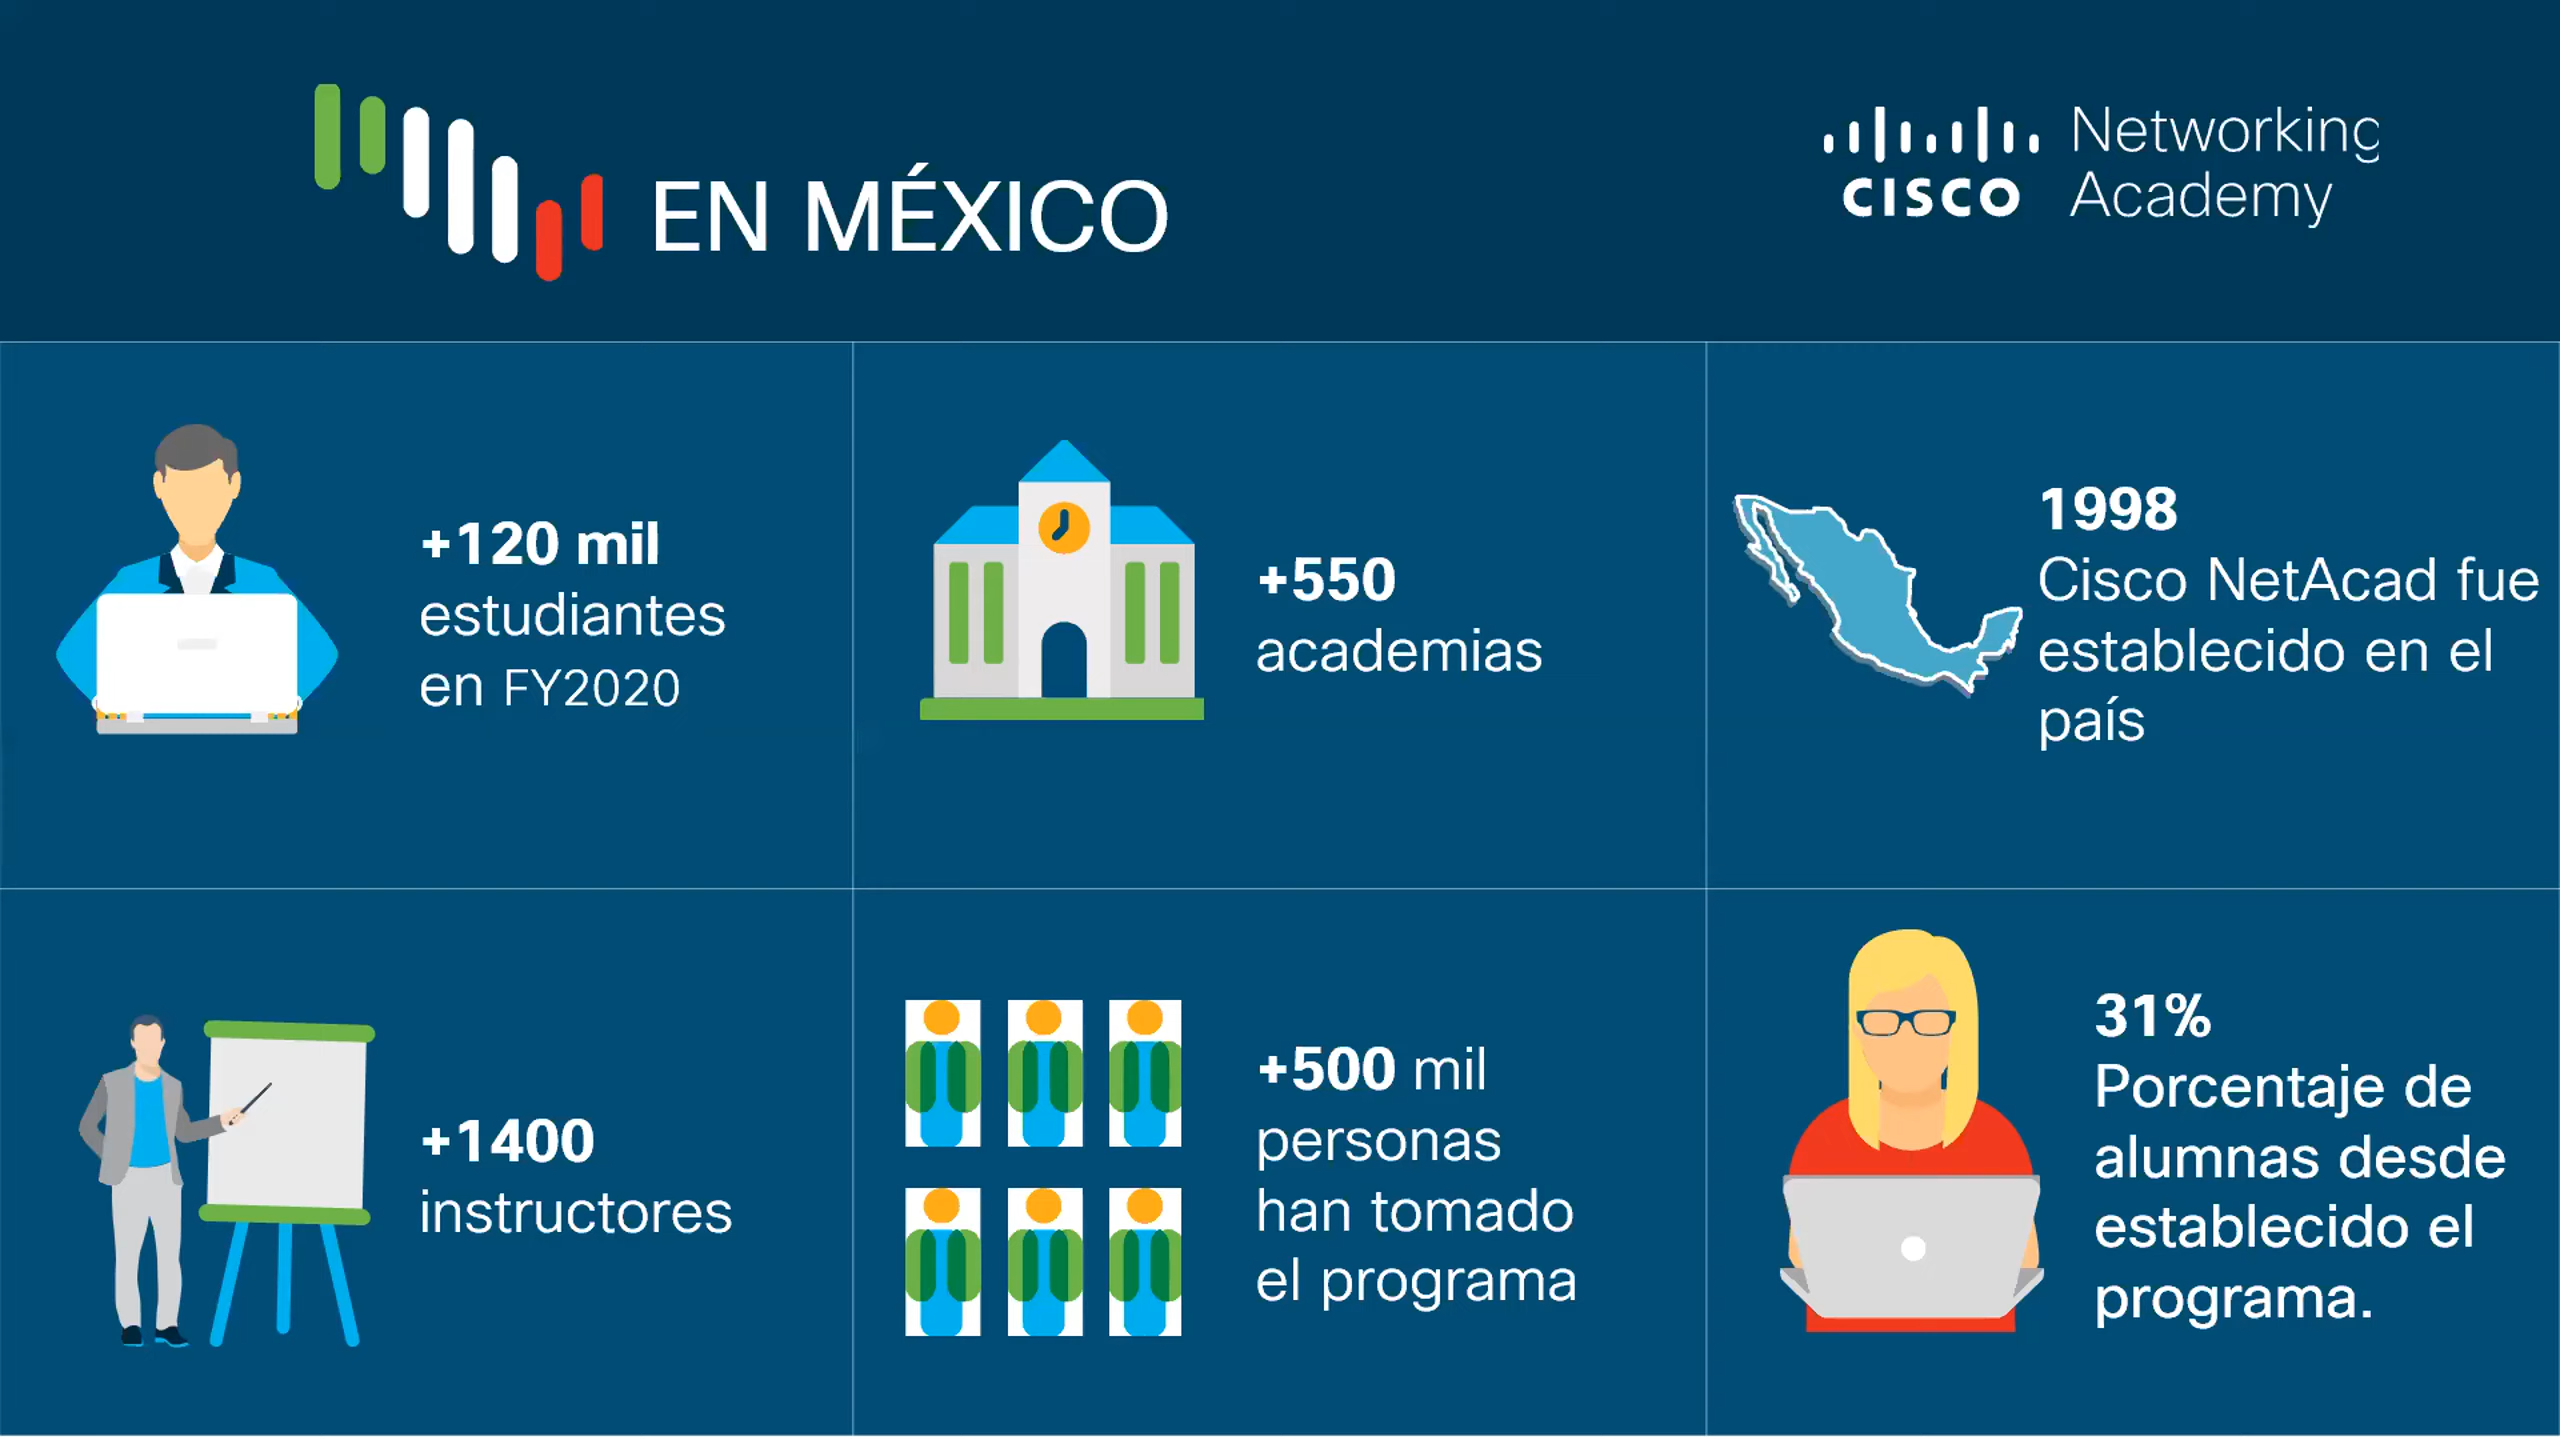 EN MÉXICO
CISCO
Networking
Academy
+120 mil
estudiantes
en FY2020
+550
academias
1998
Cisco NetAcad fue
establecido en el
país
+1400
instructores
+500 mil
personas
han tomado
el programa
31%
Porcentaje de
alumnas desde
establecido el
programa.